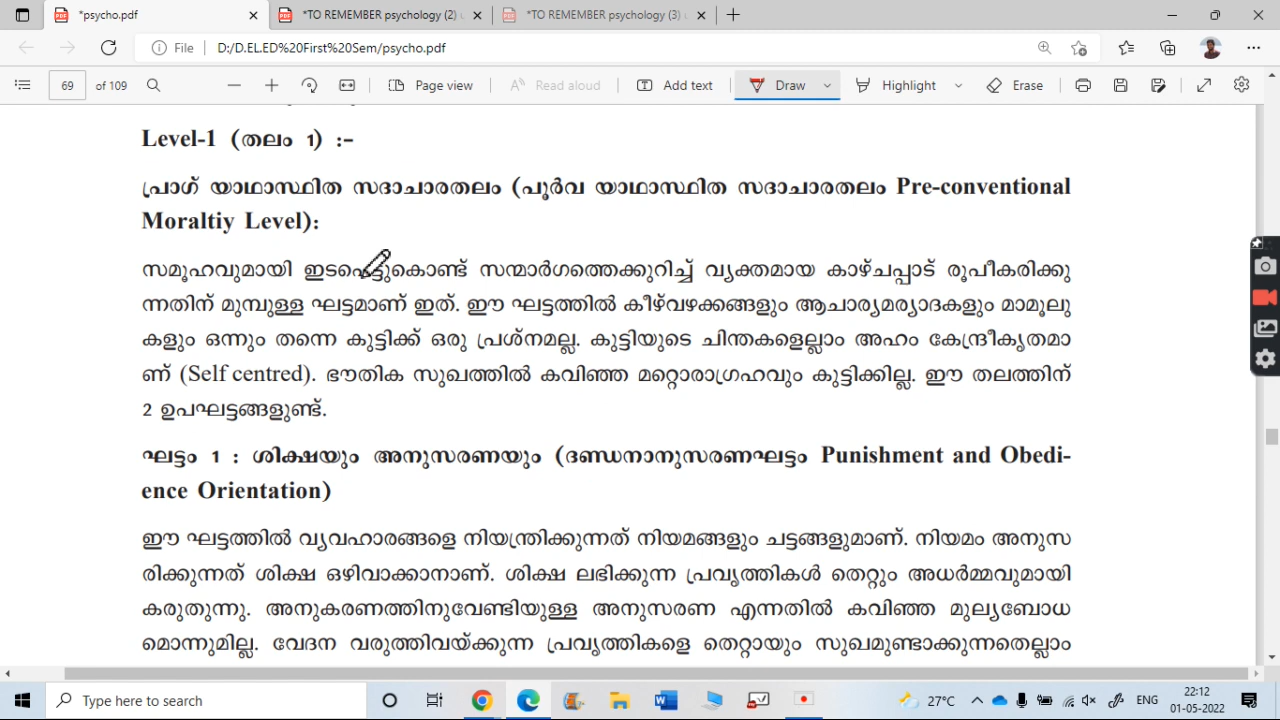 *psycho.pdf
*TO REMEMBER psychology (2)
*TO REMEMBER psychology (3)
File D:/D.EL.ED%20First%20Sem/psycho.pdf
69 of 109 Page view Read aloud Add text Draw Highlight Erase
Level-1 (തലം 1) :-
പ്രാഗ് യാഥാസ്ഥിത സദാചാരതലം (പൂർവ യാഥാസ്ഥിത സദാചാരതലം Pre-conventional
Moraltiy Level):
സമൂഹവുമായി ഇടപെട്ടുകൊണ്ട് സന്മാർഗത്തെക്കുറിച്ച് വ്യക്തമായ കാഴ്ചപ്പാട് രൂപീകരിക്കു
ന്നതിന് മുമ്പുള്ള ഘട്ടമാണ് ഇത്. ഈ ഘട്ടത്തിൽ കീഴ്‌വഴക്കങ്ങളും ആചാര്യമര്യാദകളും മാമൂലു
കളും ഒന്നും തന്നെ കുട്ടിക്ക് ഒരു പ്രശ്നമല്ല. കുട്ടിയുടെ ചിന്തകളെല്ലാം അഹം കേന്ദ്രീകൃതമാ
ണ് (Self centred). ഭൗതിക സുഖത്തിൽ കവിഞ്ഞ മറ്റൊരാഗ്രഹവും കുട്ടിക്കില്ല. ഈ തലത്തിന്
2 ഉപഘട്ടങ്ങളുണ്ട്.
ഘട്ടം 1 : ശിക്ഷയും അനുസരണയും (ദണ്ഡനാനുസരണഘട്ടം Punishment and Obedi-
ence Orientation)
ഈ ഘട്ടത്തിൽ വ്യവഹാരങ്ങളെ നിയന്ത്രിക്കുന്നത് നിയമങ്ങളും ചട്ടങ്ങളുമാണ്. നിയമം അനുസ
രിക്കുന്നത് ശിക്ഷ ഒഴിവാക്കാനാണ്. ശിക്ഷ ലഭിക്കുന്ന പ്രവൃത്തികൾ തെറ്റും അധർമ്മവുമായി
കരുതുന്നു. അനുകരണത്തിനുവേണ്ടിയുള്ള അനുസരണ എന്നതിൽ കവിഞ്ഞ മുല്യബോധ
മൊന്നുമില്ല. വേദന വരുത്തിവയ്ക്കുന്ന പ്രവൃത്തികളെ തെറ്റായും സുഖമുണ്ടാക്കുന്നതെല്ലാം
Type here to search 27°C ENG 22:12
01-05-2022